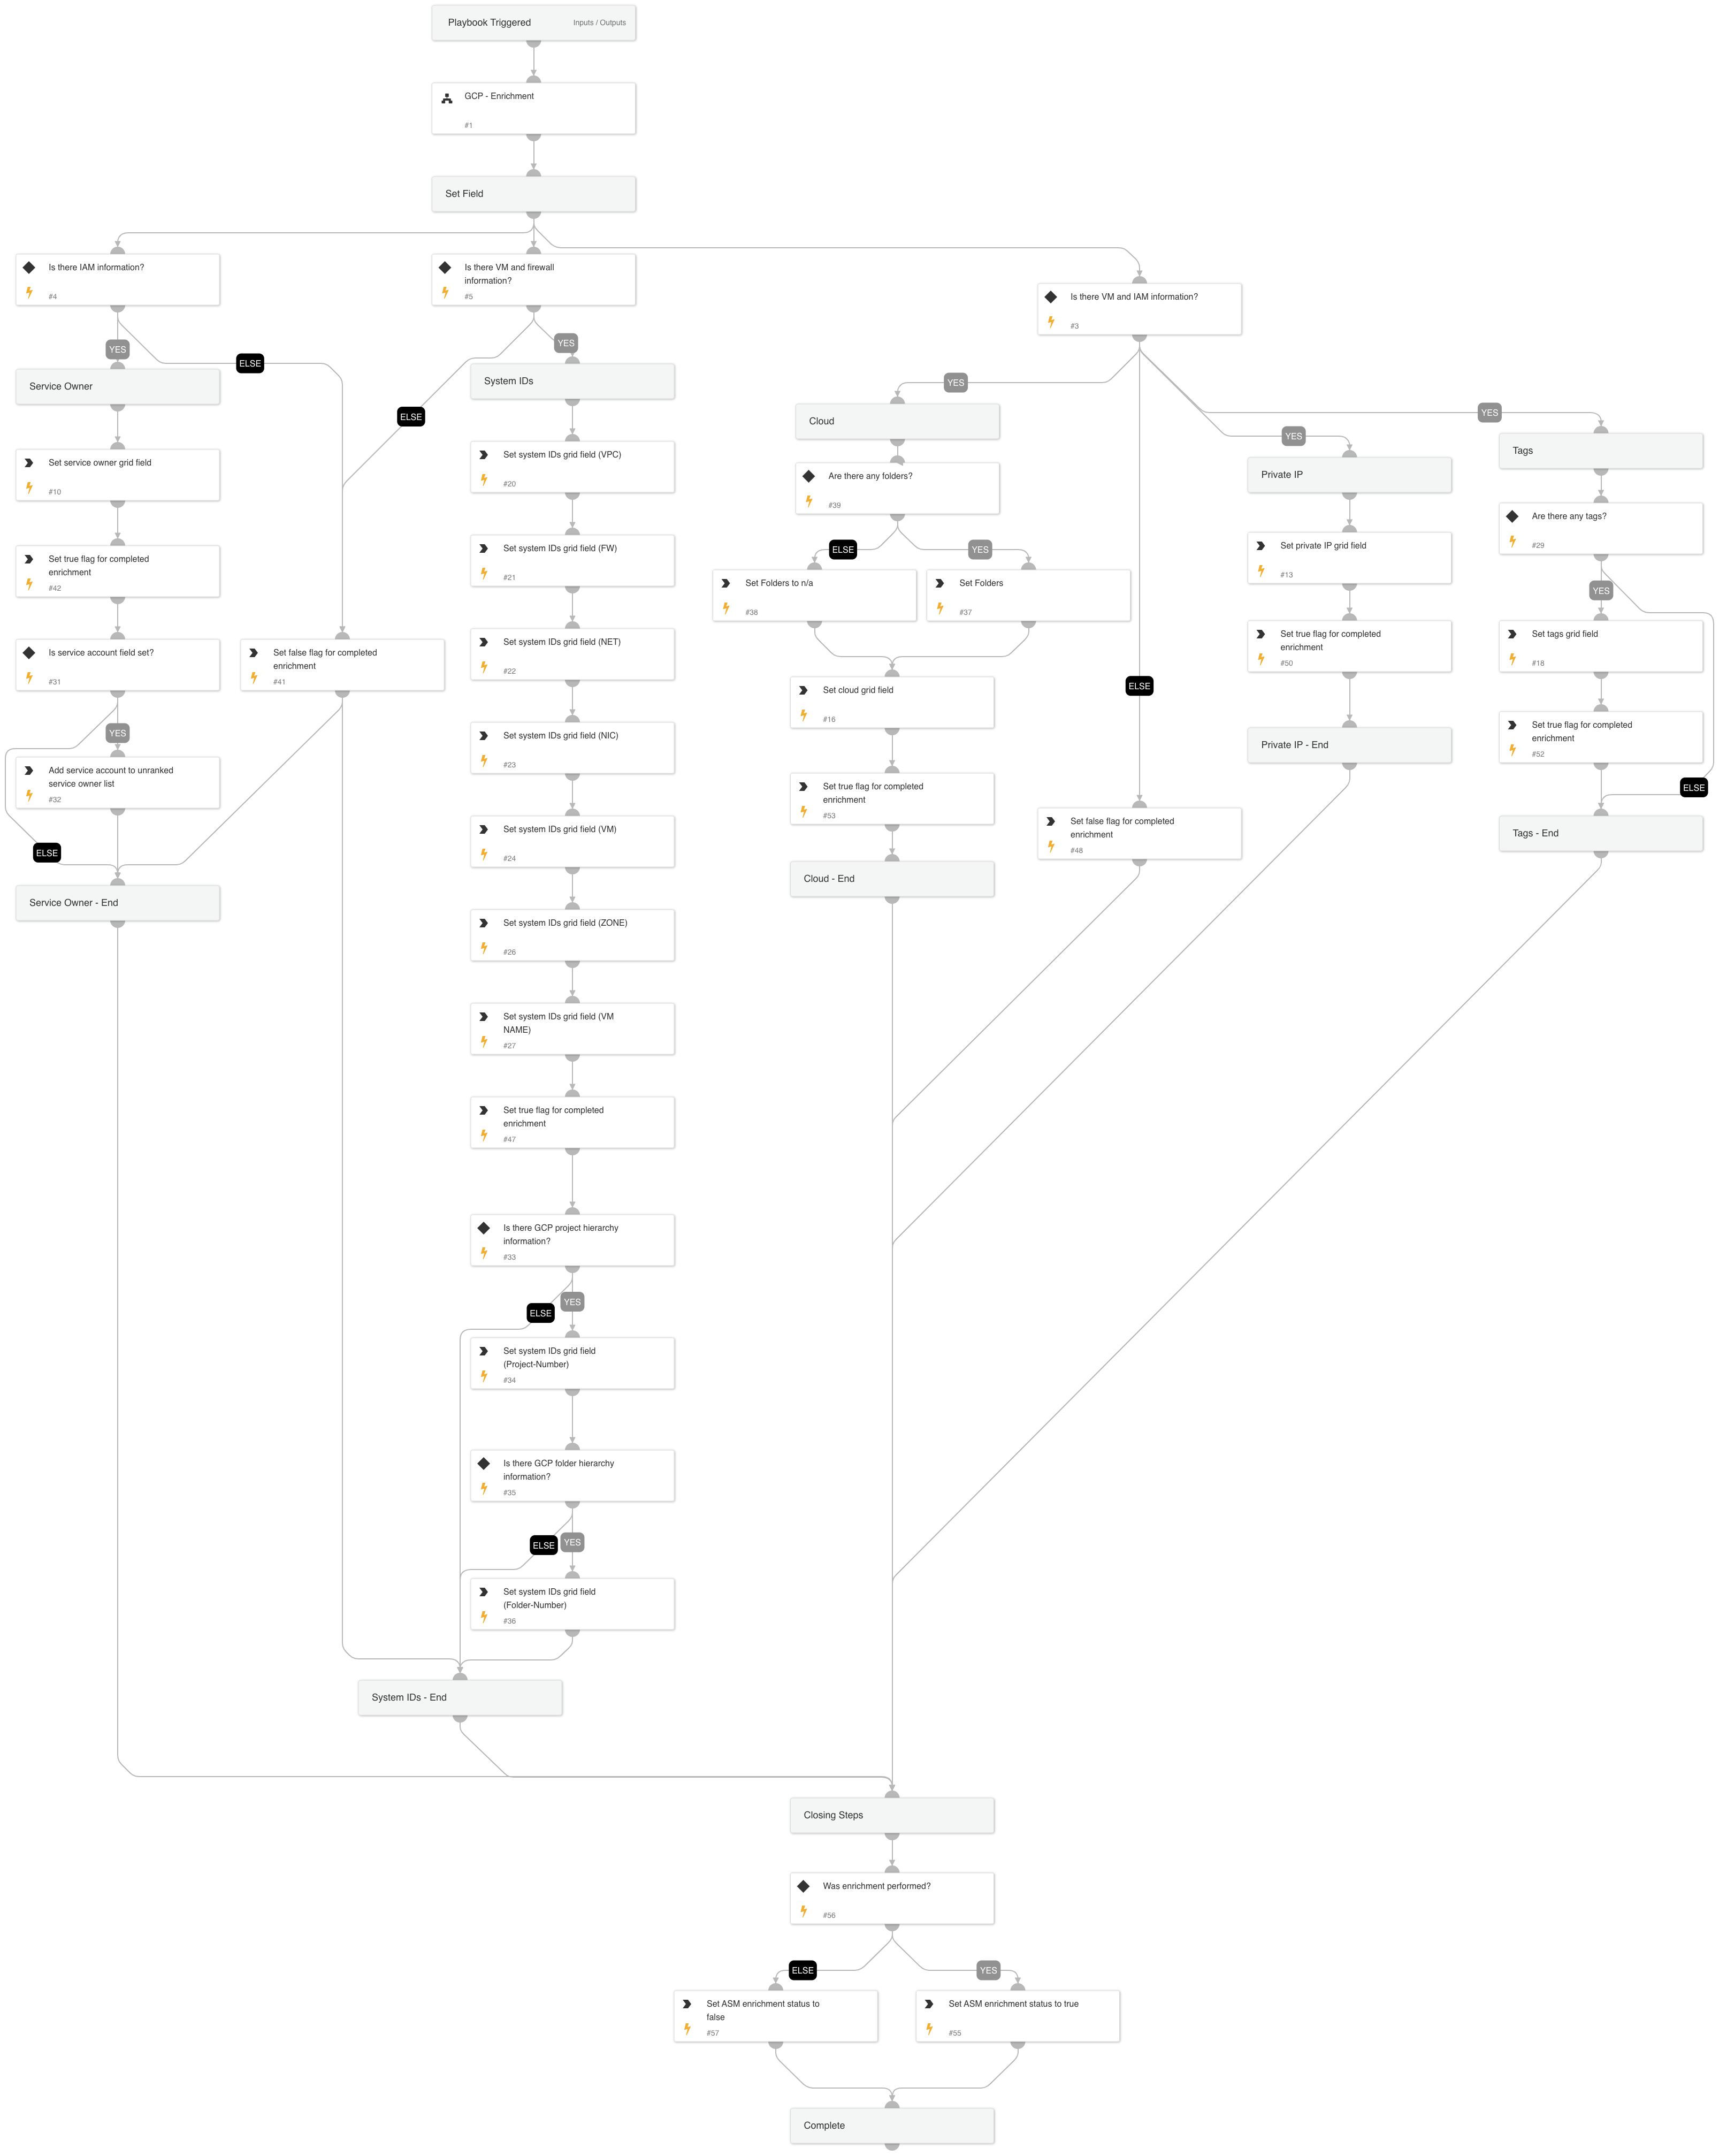 Playbook Triggered
Inputs / Outputs
GCP - Enrichment
#1
Set Field
Is there IAM information?
#4
Is there VM and firewall
information?
#5
Is there VM and IAM information?
#3
YES
ELSE
YES
ELSE
YES
YES
YES
ELSE
Service Owner
Set service owner grid field
#10
Set true flag for completed
enrichment
#42
Is service account field set?
#31
YES
Add service account to unranked
service owner list
#32
ELSE
Service Owner - End
Set false flag for completed
enrichment
#41
System IDs
Set system IDs grid field (VPC)
#20
Set system IDs grid field (FW)
#21
Set system IDs grid field (NET)
#22
Set system IDs grid field (NIC)
#23
Set system IDs grid field (VM)
#24
Set system IDs grid field (ZONE)
#26
Set system IDs grid field (VM
NAME)
#27
Set true flag for completed
enrichment
#47
Is there GCP project hierarchy
information?
#33
ELSE
YES
Set system IDs grid field
(Project-Number)
#34
Is there GCP folder hierarchy
information?
#35
ELSE
YES
Set system IDs grid field
(Folder-Number)
#36
System IDs - End
Cloud
Are there any folders?
#39
ELSE
YES
Set Folders to n/a
#38
Set Folders
#37
Set cloud grid field
#16
Set true flag for completed
enrichment
#53
Cloud - End
Set false flag for completed
enrichment
#48
Private IP
Set private IP grid field
#13
Set true flag for completed
enrichment
#50
Private IP - End
Tags
Are there any tags?
#29
YES
Set tags grid field
#18
Set true flag for completed
enrichment
#52
ELSE
Tags - End
Closing Steps
Was enrichment performed?
#56
ELSE
YES
Set ASM enrichment status to
false
#57
Set ASM enrichment status to true
#55
Complete